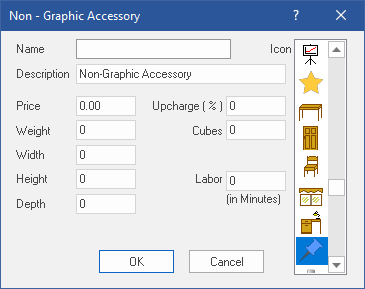 Non - Graphic Accessory ? ×
Name Icon
Description Non-Graphic Accessory
Price 0.00 Upcharge ( % ) 0
Weight 0 Cubes 0
Width 0
Height 0 Labor 0
(in Minutes)
Depth 0
OK Cancel